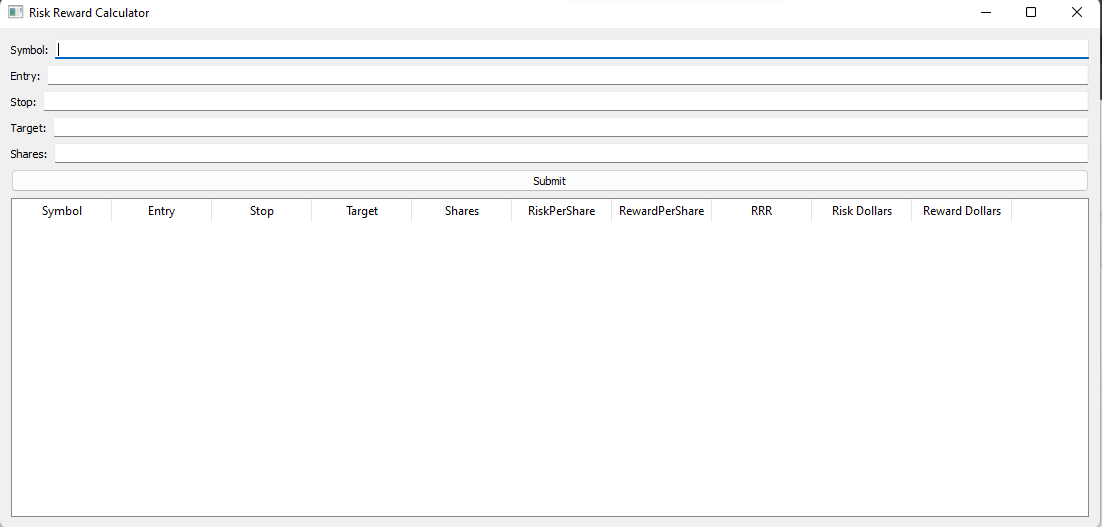 Risk Reward Calculator
Symbol:
Entry:
Stop:
Target:
Shares:
Submit
Symbol Entry Stop Target Shares RiskPerShare RewardPerShare RRR Risk Dollars Reward Dollars